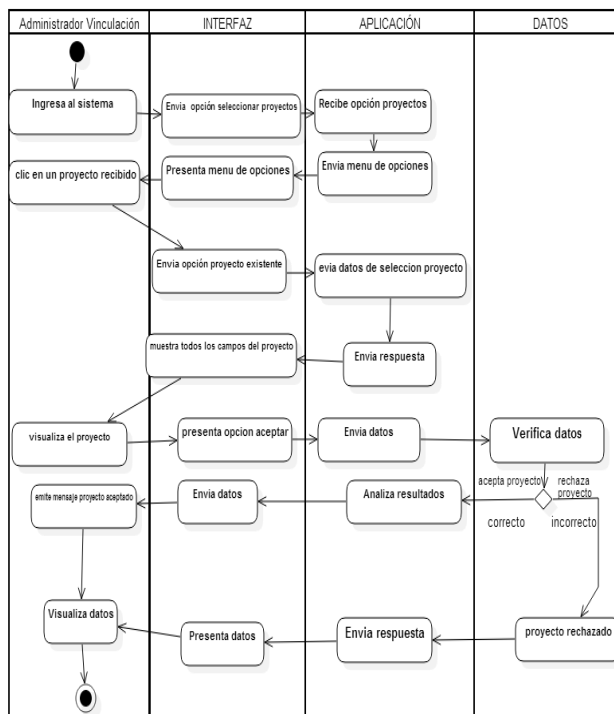 Administrador Vinculación
INTERFAZ
APLICACIÓN
DATOS
Ingresa al sistema
Envia opción seleccionar proyectos
Recibe opción proyectos
clic en un proyecto recibido
Presenta menu de opciones
Envia menu de opciones
Envia opción proyecto existente
evia datos de seleccion proyecto
muestra todos los campos del proyecto
Envia respuesta
visualiza el proyecto
presenta opcion aceptar
Envia datos
Verifica datos
acepta proyecto
rechaza
proyecto
correcto
incorrecto
emite mensaje proyecto aceptado
Envia datos
Analiza resultados
Visualiza datos
Presenta datos
Envia respuesta
proyecto rechazado